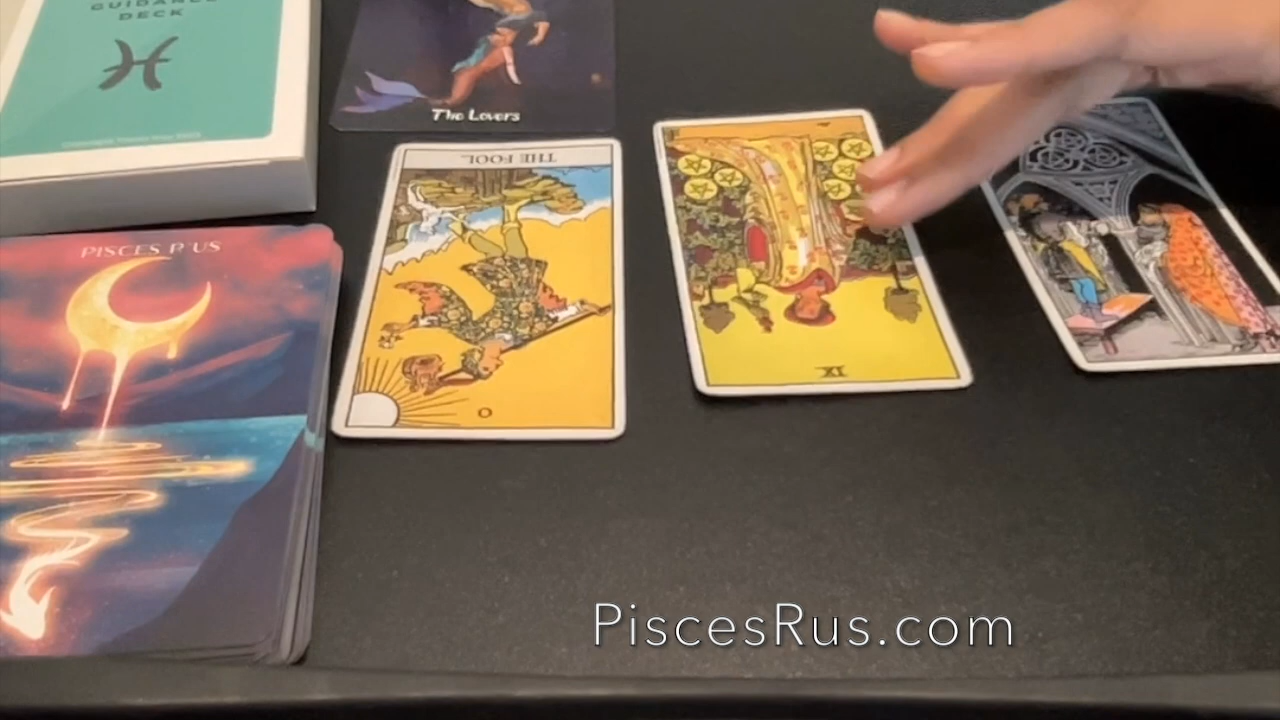 GUIDANCE
DECK
The Lovers
THE FOOL
PISCES R US
0
IX
PiscesRus.com